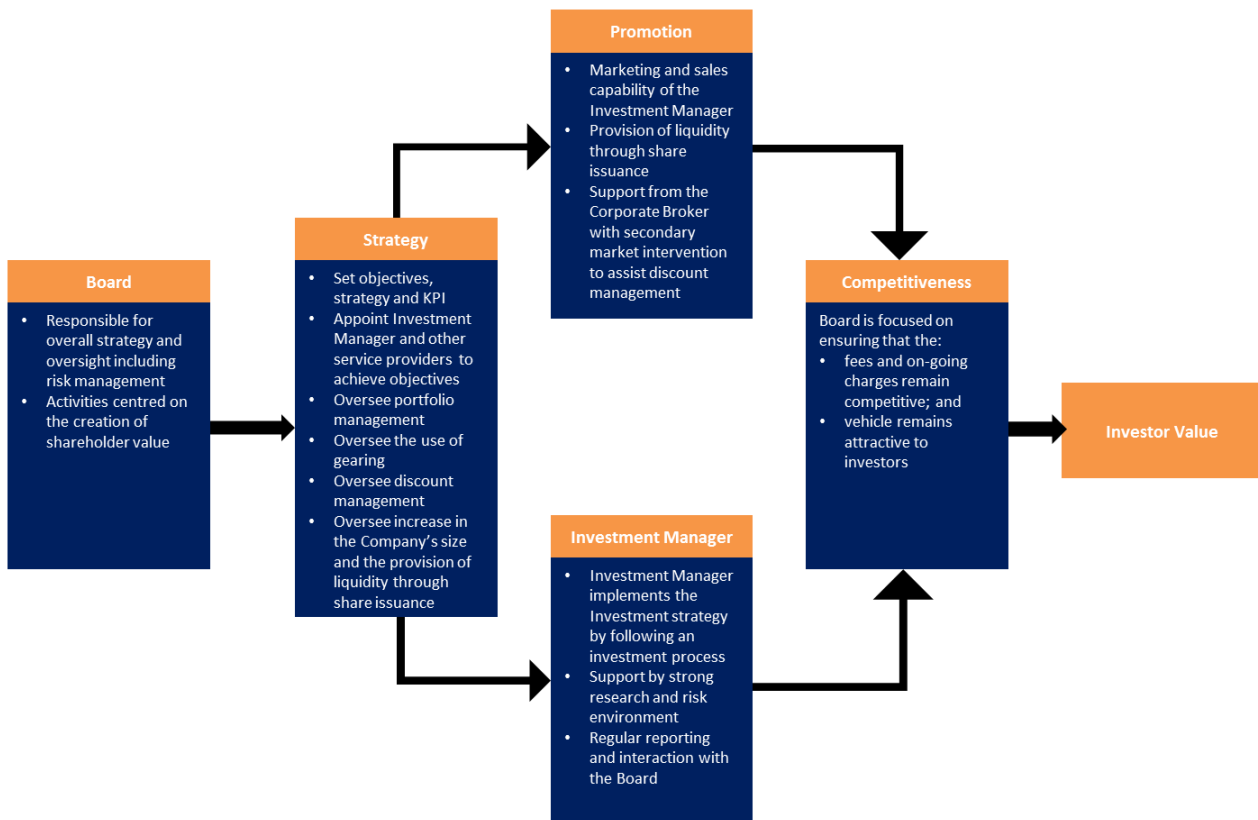 Board
• Responsible for
overall strategy and
oversight including
risk management
• Activities centred on
the creation of
shareholder value
Strategy
• Set objectives,
strategy and KPI
• Appoint Investment
Manager and other
service providers to
achieve objectives
• Oversee portfolio
management
• Oversee the use of
gearing
• Oversee discount
management
• Oversee increase in
the Company's size
and the provision of
liquidity through
share issuance
Promotion
• Marketing and sales
capability of the
Investment Manager
• Provision of liquidity
through share
issuance
• Support from the
Corporate Broker
with secondary
market intervention
to assist discount
management
Investment Manager
• Investment Manager
implements the
Investment strategy
by following an
investment process
• Support by strong
research and risk
environment
• Regular reporting
and interaction with
the Board
Competitiveness
Board is focused on
ensuring that the:
• fees and on-going
charges remain
competitive; and
• vehicle remains
attractive to
investors
Investor Value